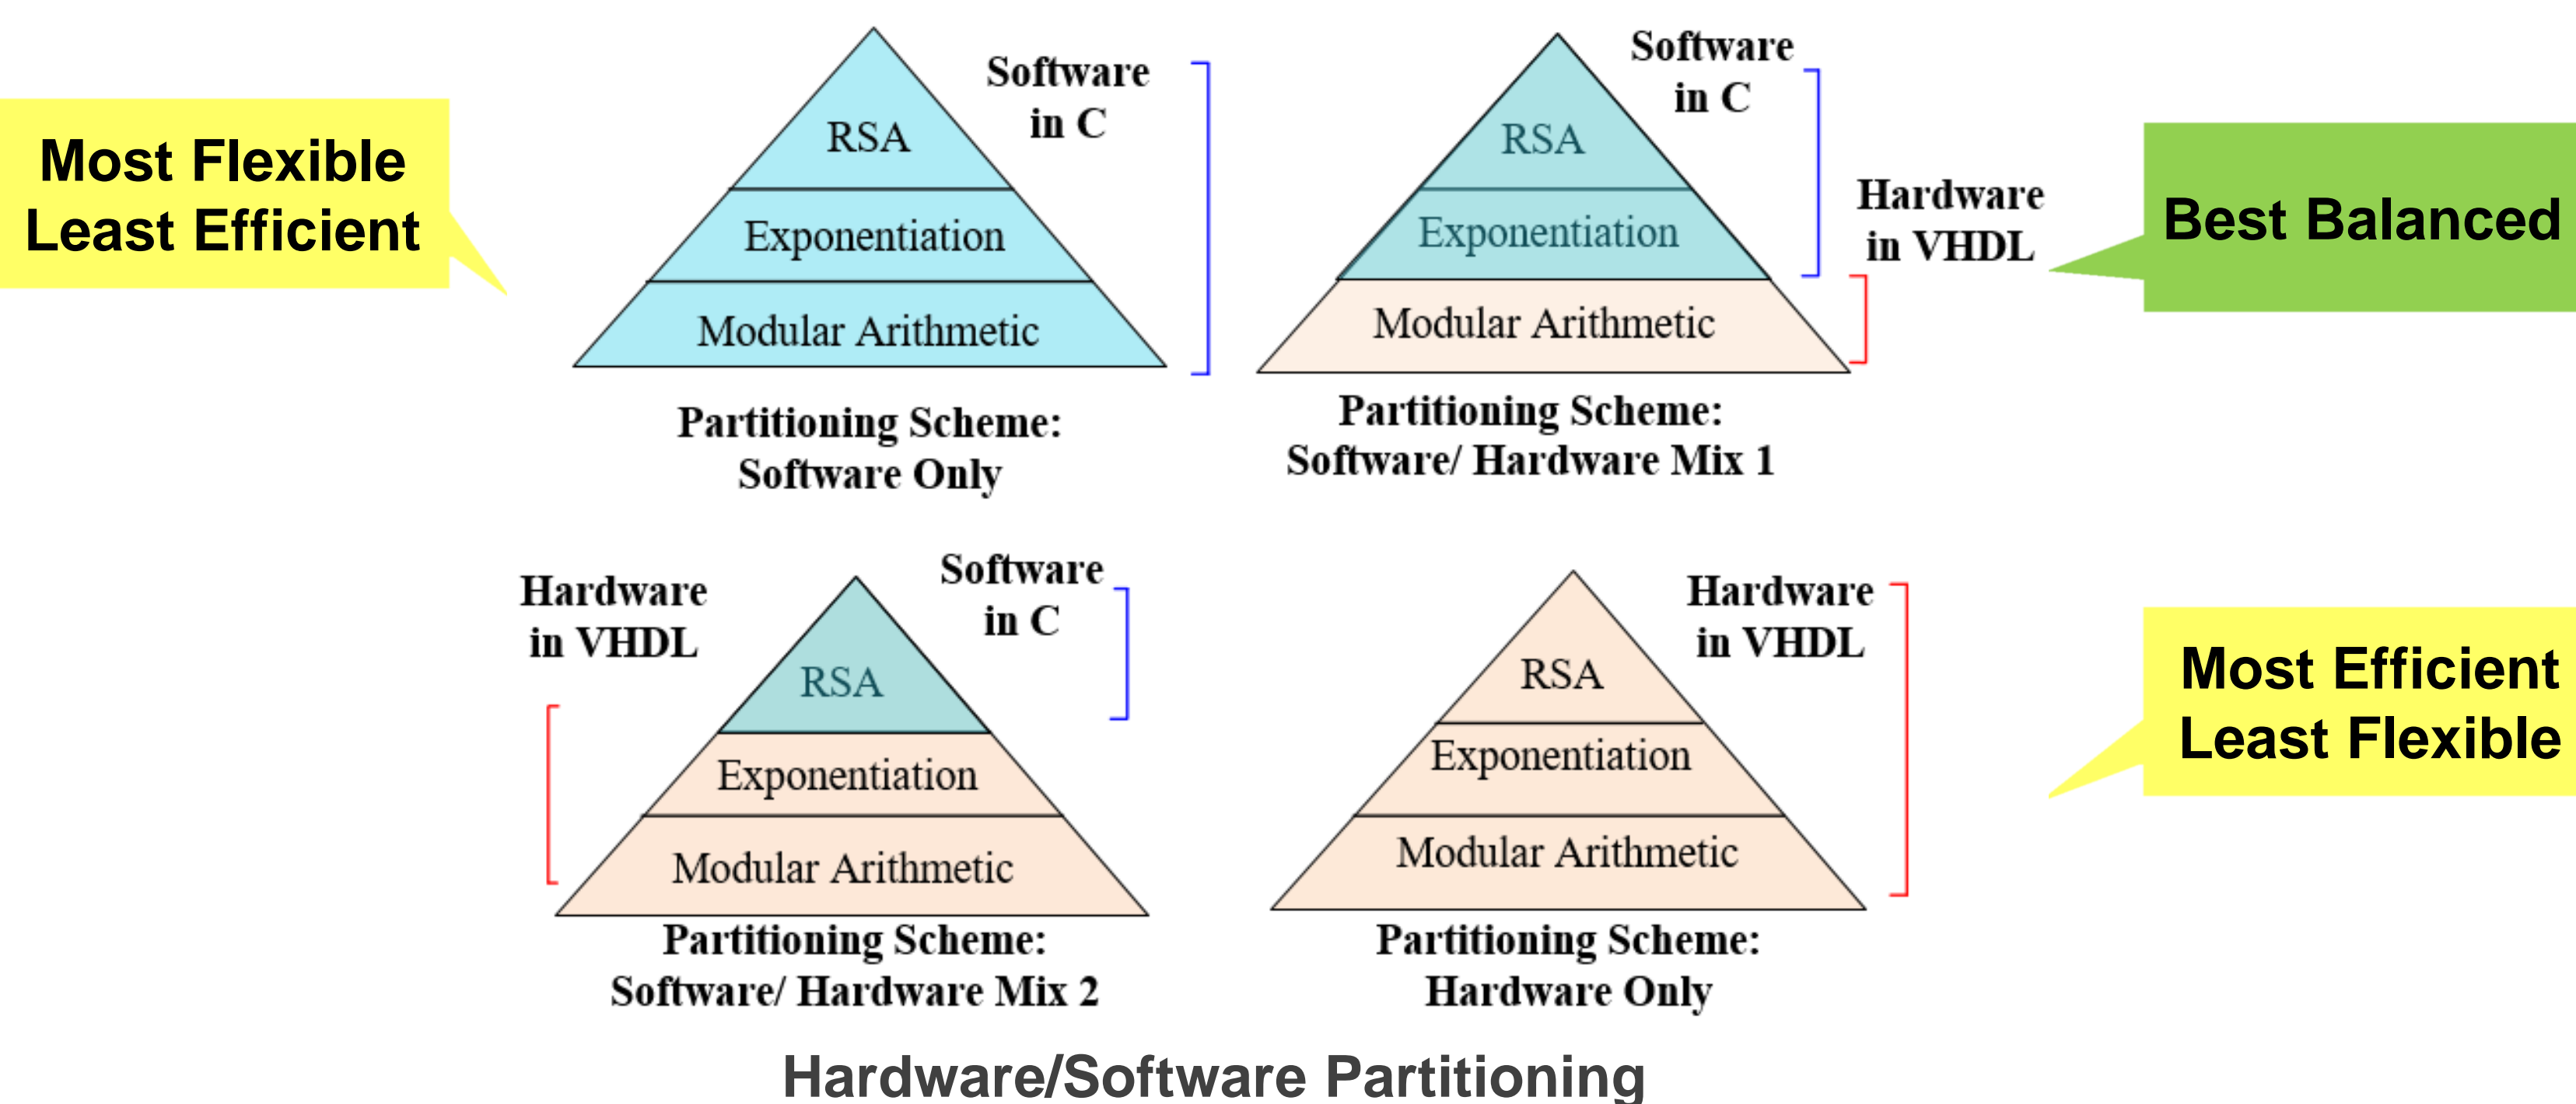 Most Flexible
Least Efficient
Software
in C
RSA
Exponentiation
Modular Arithmetic
Partitioning Scheme:
Software Only
Software
in C
RSA
Exponentiation
Modular Arithmetic
Hardware
in VHDL
Partitioning Scheme:
Software/ Hardware Mix 1
Best Balanced
Hardware
in VHDL
Software
in C
RSA
Exponentiation
Modular Arithmetic
Partitioning Scheme:
Software/ Hardware Mix 2
Hardware
in VHDL
RSA
Exponentiation
Modular Arithmetic
Partitioning Scheme:
Hardware Only
Most Efficient
Least Flexible
Hardware/Software Partitioning